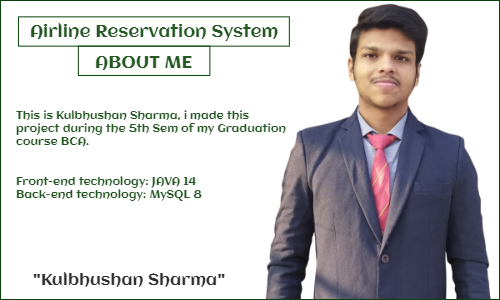 Airline Reservation System
ABOUT ME
This is Kulbhushan Sharma, i made this
project during the 5th Sem of my Graduation
course BCA.
Front-end technology: JAVA 14
Back-end technology: MySQL 8
"Kulbhushan Sharma"